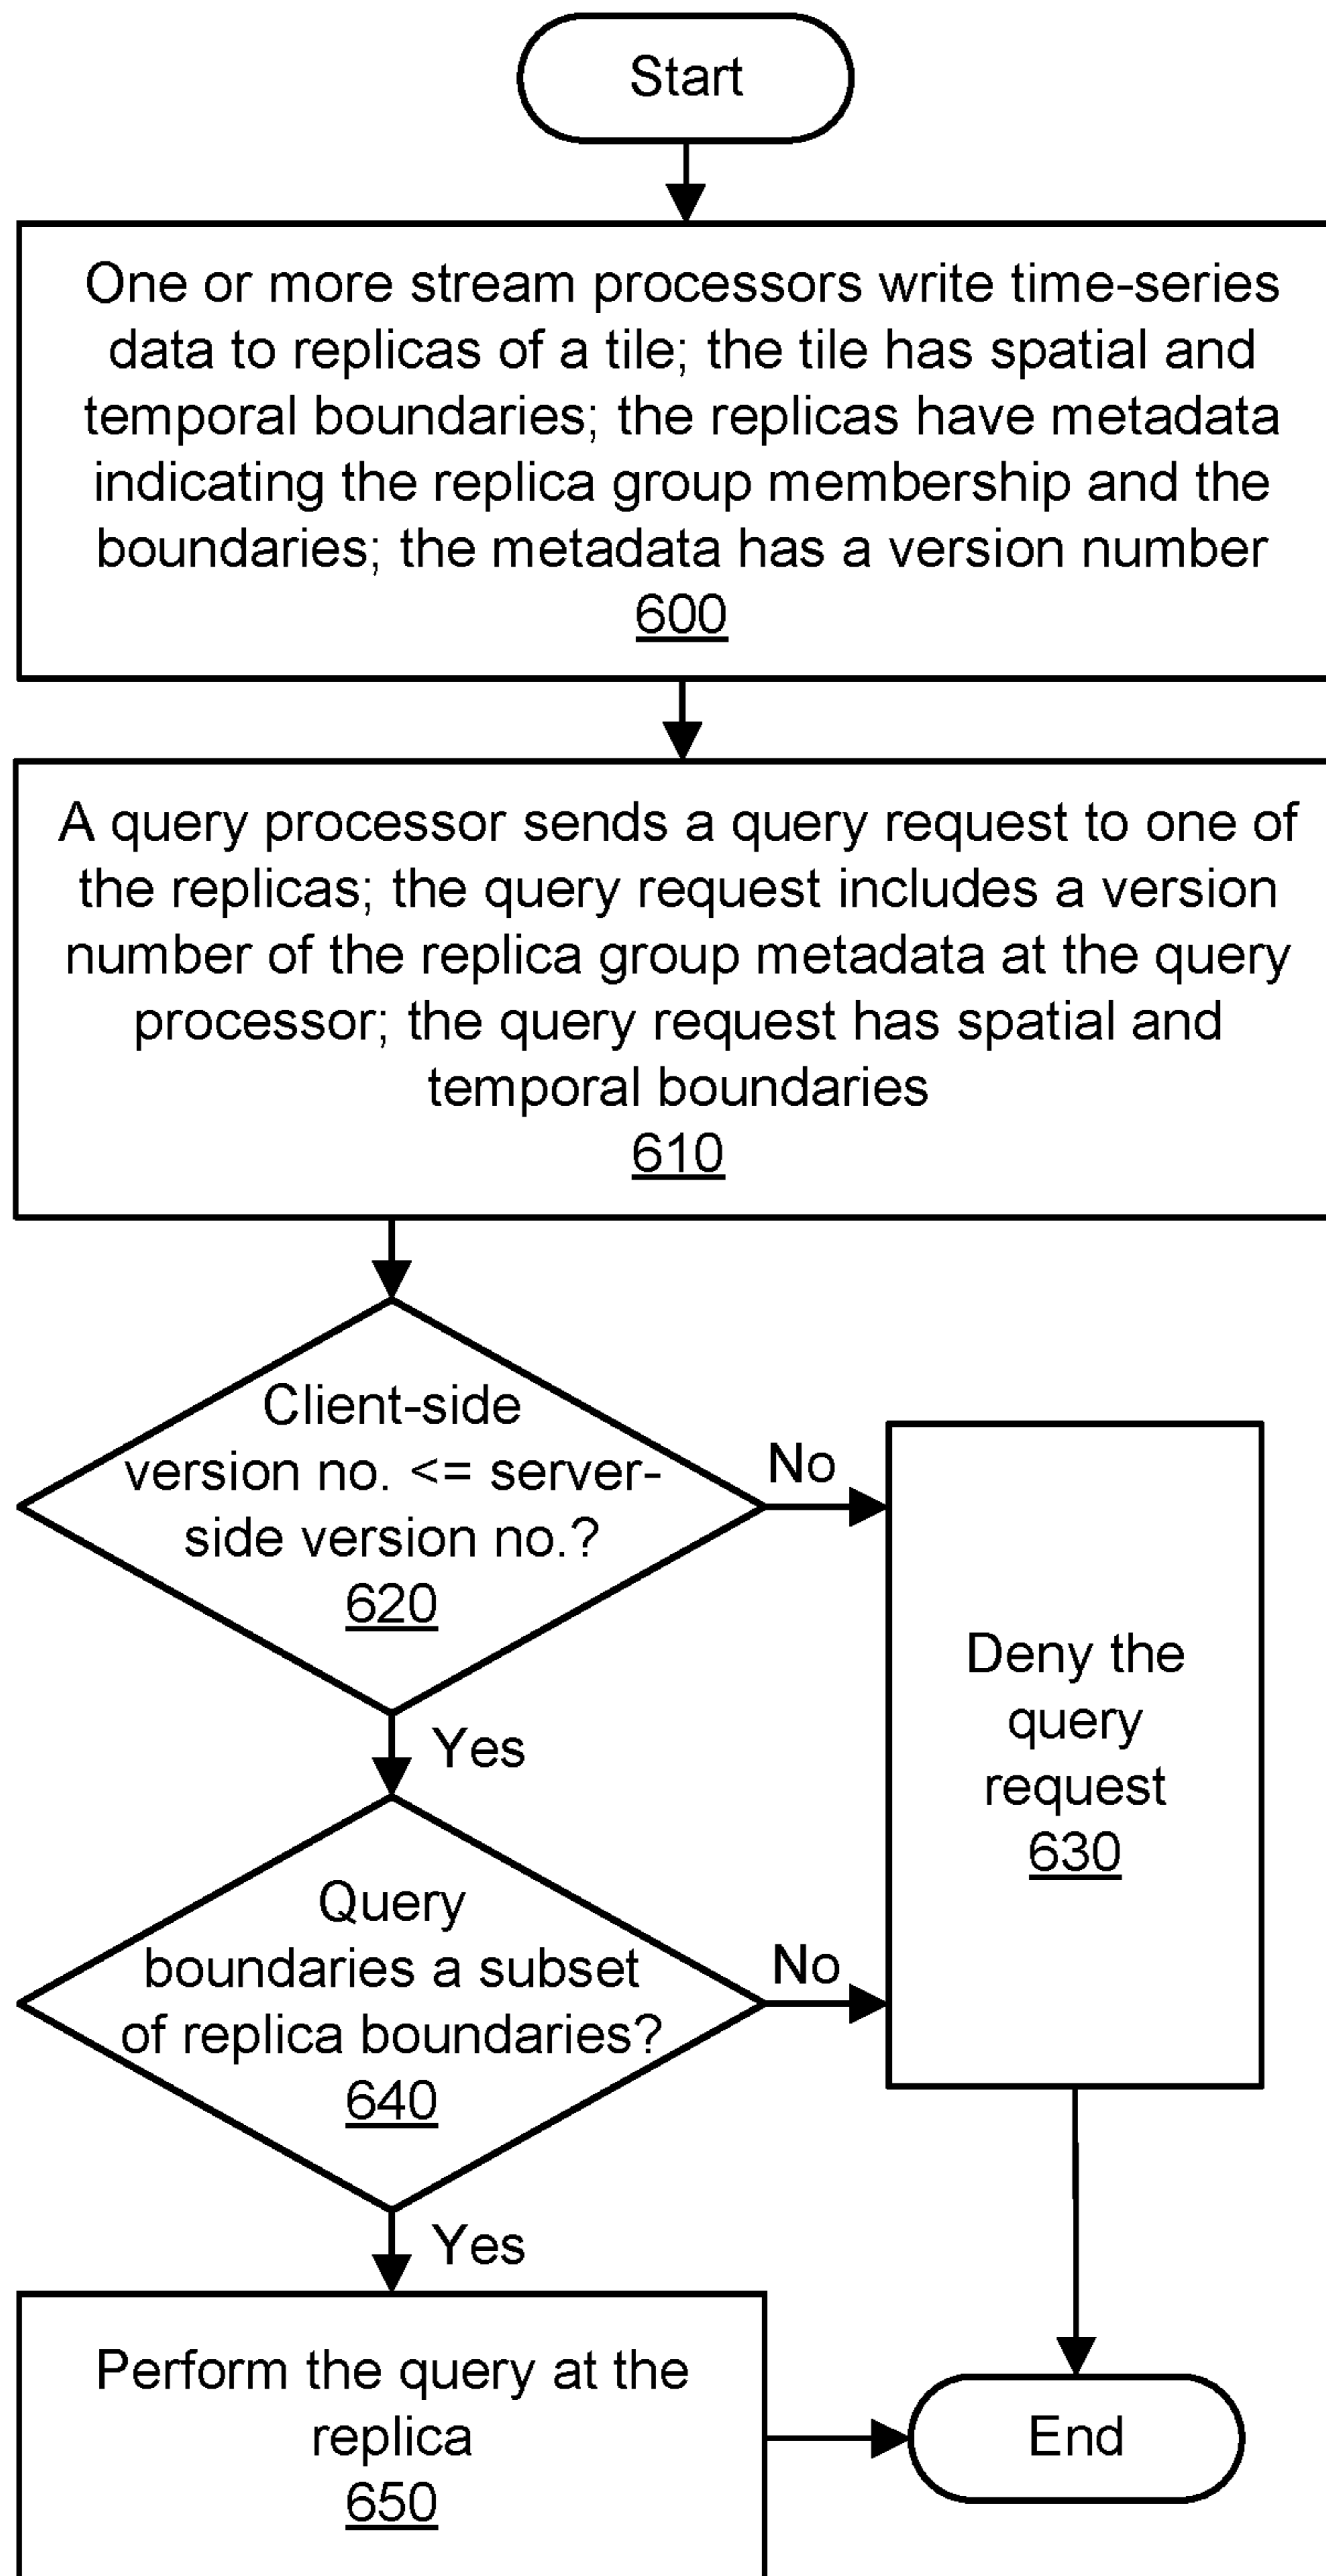 Start
One or more stream processors write time-series
data to replicas of a tile; the tile has spatial and
temporal boundaries; the replicas have metadata
indicating the replica group membership and the
boundaries; the metadata has a version number
600
A query processor sends a query request to one of
the replicas; the query request includes a version
number of the replica group metadata at the query
processor; the query request has spatial and
temporal boundaries
610
Client-side
version no. <= server-
side version no.?
620
No
Yes
Deny the
query
request
630
Query
boundaries a subset
of replica boundaries?
640
No
Yes
Perform the query at the
replica
650
End